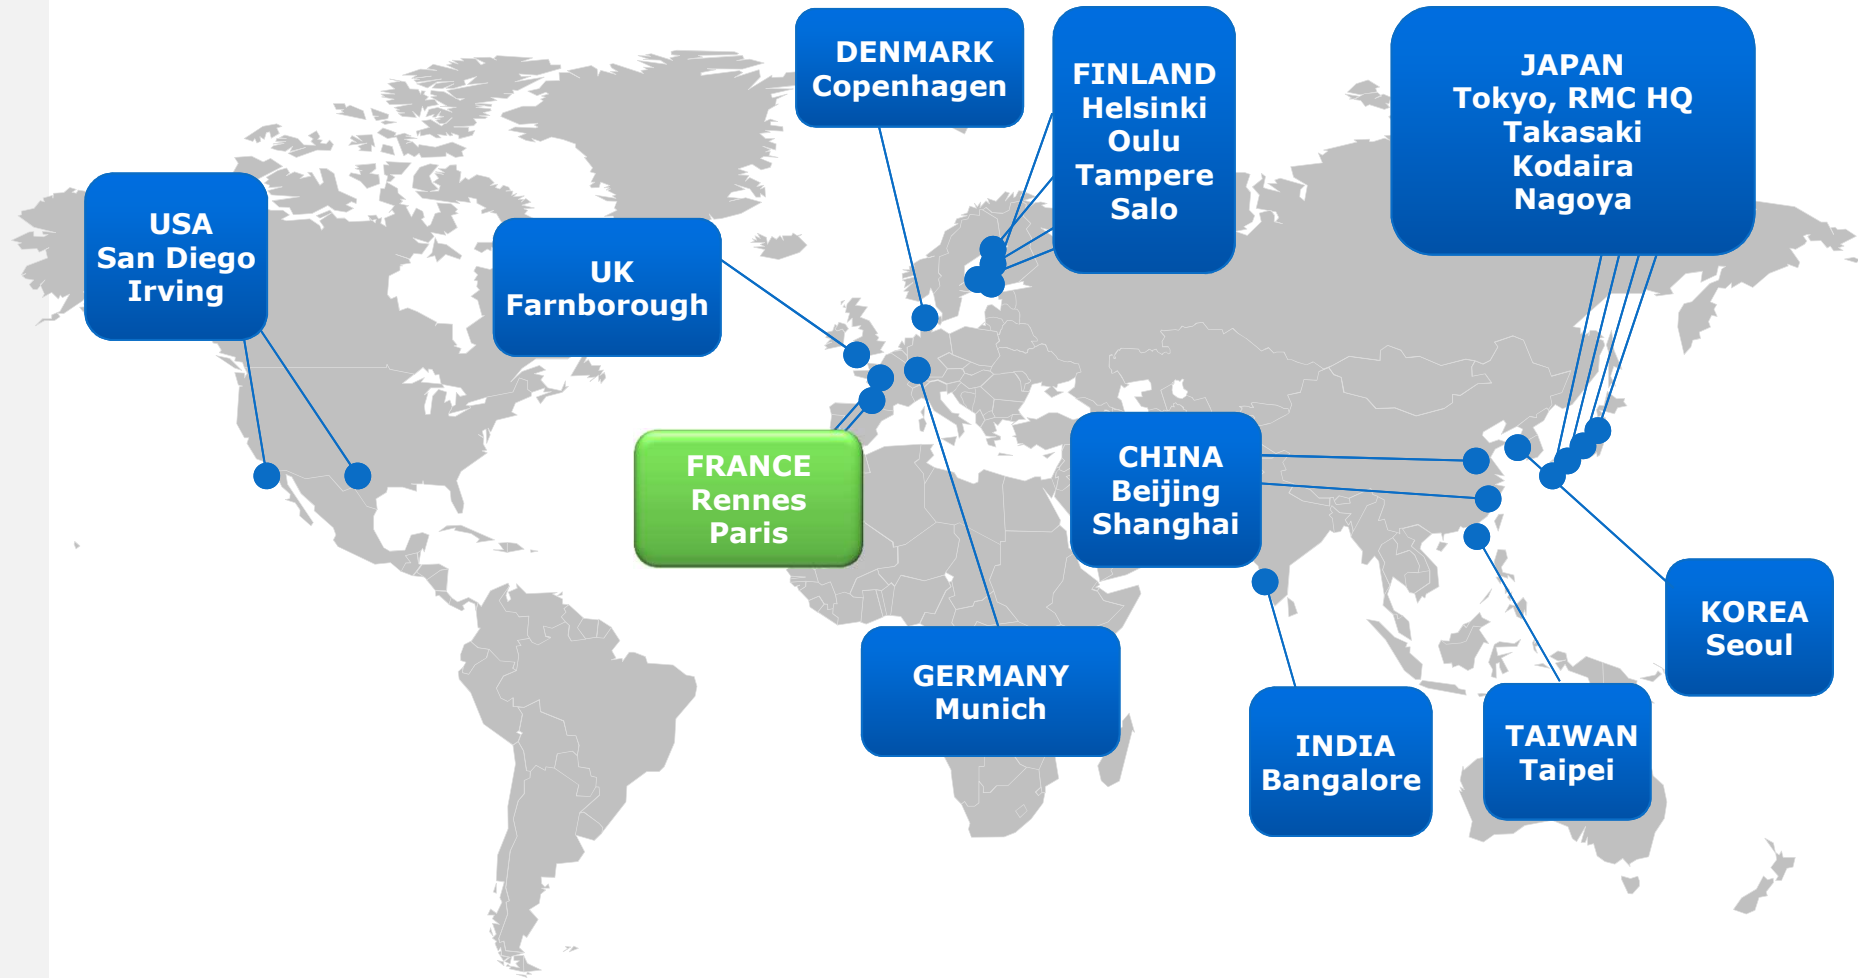 DENMARK
Copenhagen
FINLAND
Helsinki
Oulu
Tampere
Salo
JAPAN
Tokyo, RMC HQ
Takasaki
Kodaira
Nagoya
USA
San Diego
Irving
UK
Farnborough
FRANCE
Rennes
Paris
CHINA
Beijing
Shanghai
GERMANY
Munich
KOREA
Seoul
INDIA
Bangalore
TAIWAN
Taipei